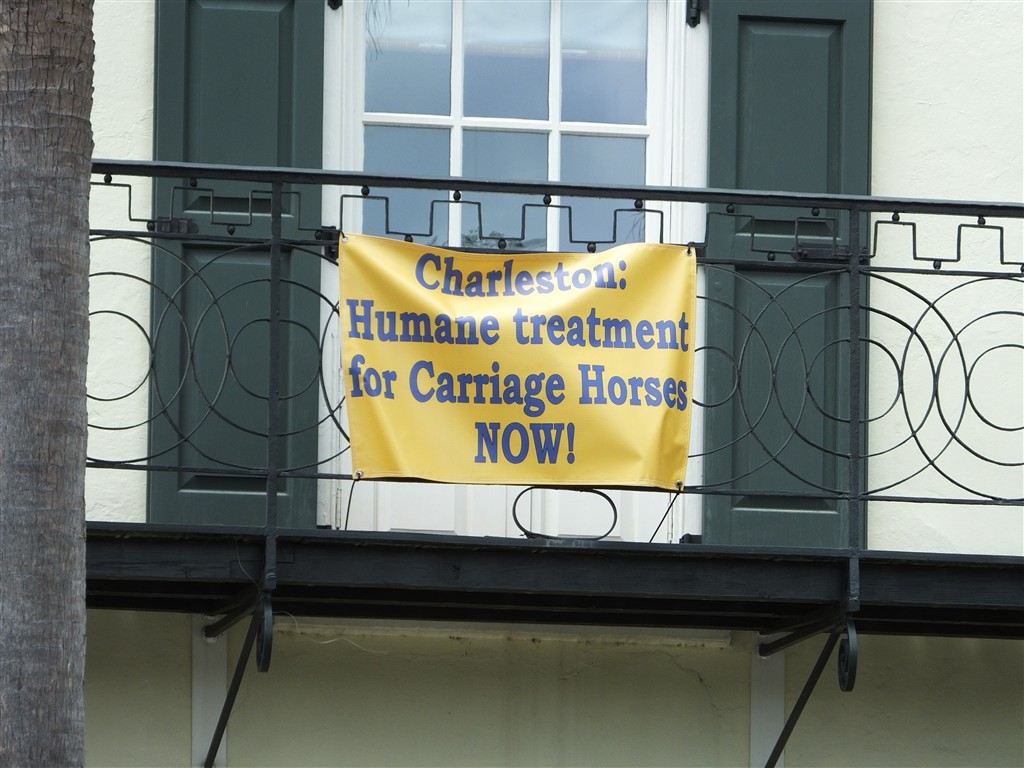 Charleston:
Humane treatment
for Carriage Horses
NOW!